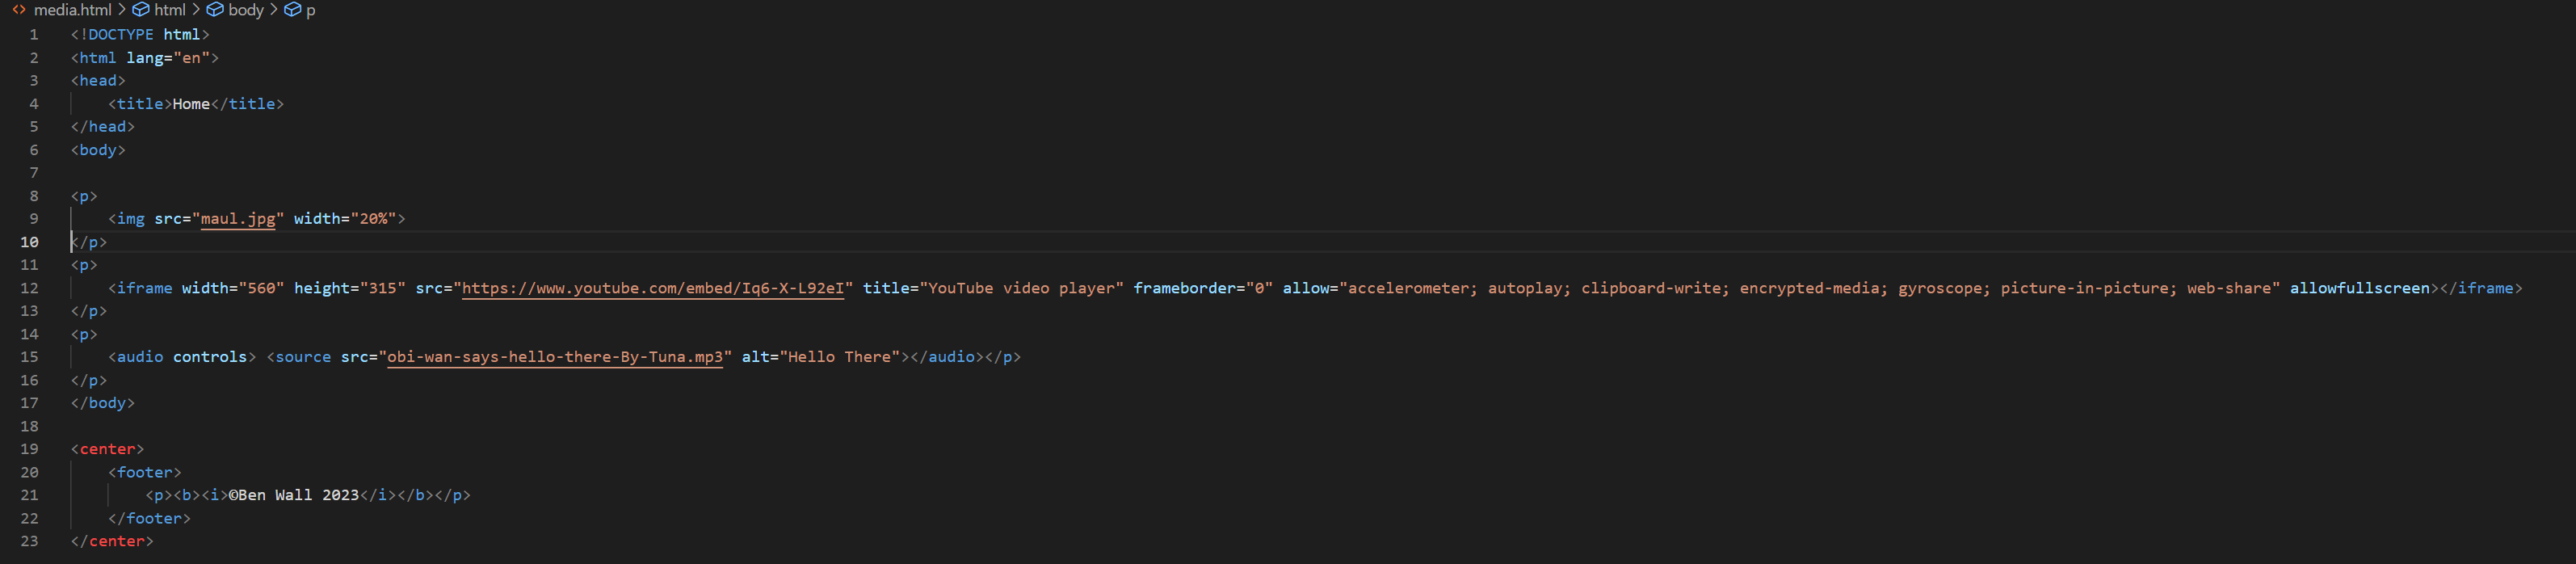 media.html > html > body > p
1 <!DOCTYPE html>
2 <html lang="en">
3 <head>
4     <title>Home</title>
5 </head>
6 <body>
7
8 <p>
9     <img src="maul.jpg" width="20%">
10 </p>
11 <p>
12     <iframe width="560" height="315" src="https://www.youtube.com/embed/Iq6-X-L92eI" title="YouTube video player" frameborder="0" allow="accelerometer; autoplay; clipboard-write; encrypted-media; gyroscope; picture-in-picture; web-share" allowfullscreen></iframe>
13 </p>
14 <p>
15     <audio controls> <source src="obi-wan-says-hello-there-By-Tuna.mp3" alt="Hello There"></audio></p>
16 </p>
17 </body>
18
19 <center>
20     <footer>
21         <p><b><i>©Ben Wall 2023</i></b></p>
22     </footer>
23 </center>